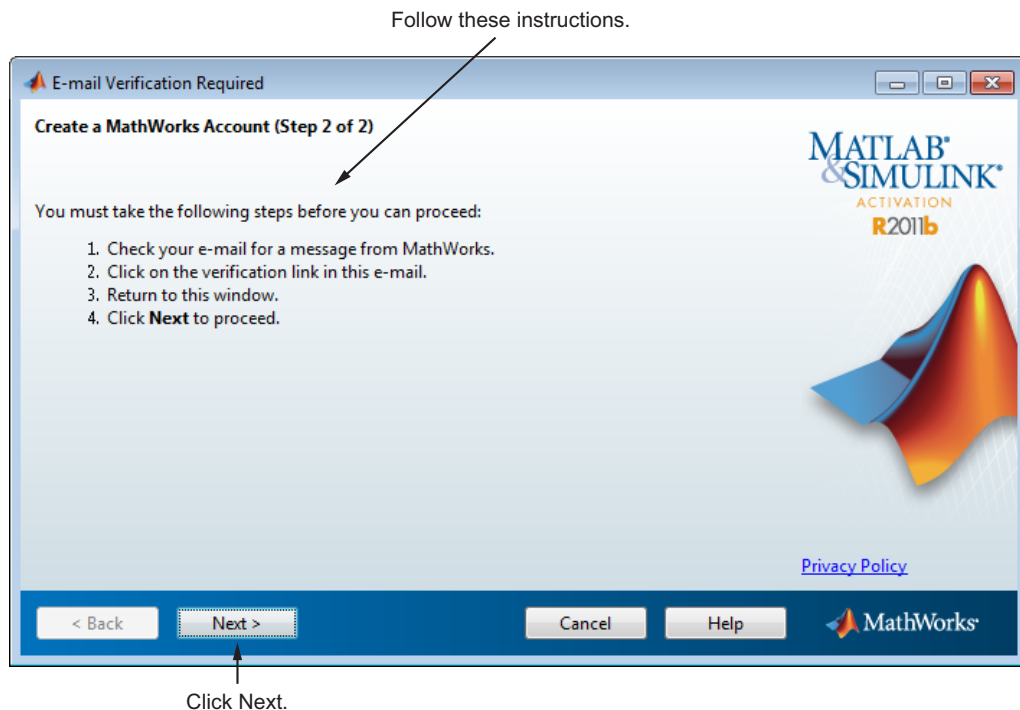 Follow these instructions.
E-mail Verification Required
Create a MathWorks Account (Step 2 of 2)
MATLAB®
&SIMULINK®
ACTIVATION
R2011b
You must take the following steps before you can proceed:
1. Check your e-mail for a message from MathWorks.
2. Click on the verification link in this e-mail.
3. Return to this window.
4. Click Next to proceed.
Privacy Policy
< Back Next > Cancel Help MathWorks®
Click Next.